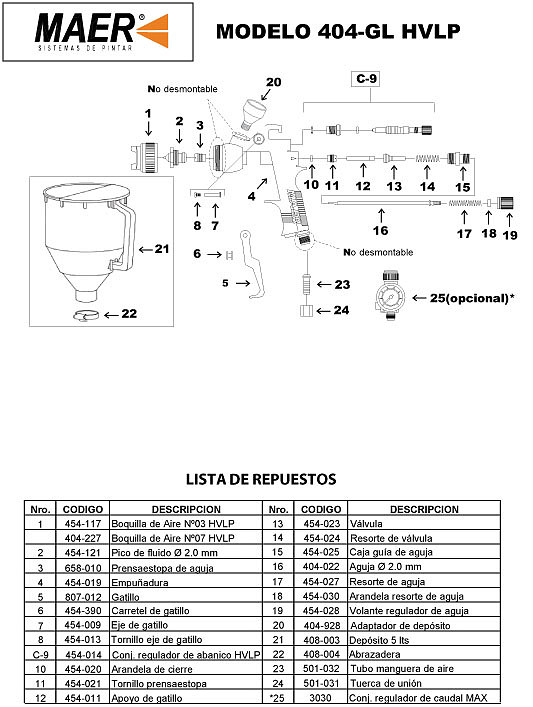 MAER
SISTEMAS DE PINTAR
MODELO 404-GL HVLP
No desmontable
20
C-9
1
2
3
4
10
11
12
13
14
15
8
7
16
17
18
19
No desmontable
21
6
5
23
24
25(opcional)*
22
LISTA DE REPUESTOS
Nro. CODIGO DESCRIPCION Nro. CODIGO DESCRIPCION
1 454-117 Boquilla de Aire Nº03 HVLP 13 454-023 Válvula
404-227 Boquilla de Aire Nº07 HVLP 14 454-024 Resorte de válvula
2 454-121 Pico de fluido Ø 2.0 mm 15 454-025 Caja guía de aguja
3 658-010 Prensaestopa de aguja 16 404-022 Aguja Ø 2.0 mm
4 454-019 Empuñadura 17 454-027 Resorte de aguja
5 807-012 Gatillo 18 454-030 Arandela resorte de aguja
6 454-390 Carretel de gatillo 19 454-028 Volante regulador de aguja
7 454-009 Eje de gatillo 20 404-928 Adaptador de depósito
8 454-013 Tornillo eje de gatillo 21 408-003 Depósito 5 lts
C-9 454-014 Conj. regulador de abanico HVLP 22 408-004 Abrazadera
10 454-020 Arandela de cierre 23 501-032 Tubo manguera de aire
11 454-021 Tornillo prensaestopa 24 501-031 Tuerca de unión
12 454-011 Apoyo de gatillo *25 3030 Conj. regulador de caudal MAX